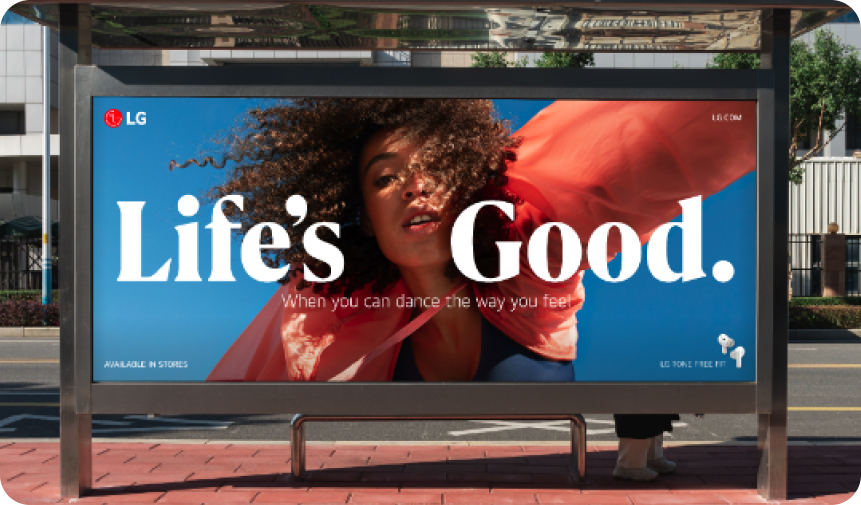 LG
LG.COM
Life's Good.
When you can dance the way you feel
AVAILABLE IN STORES
LG TONE FREE FIT